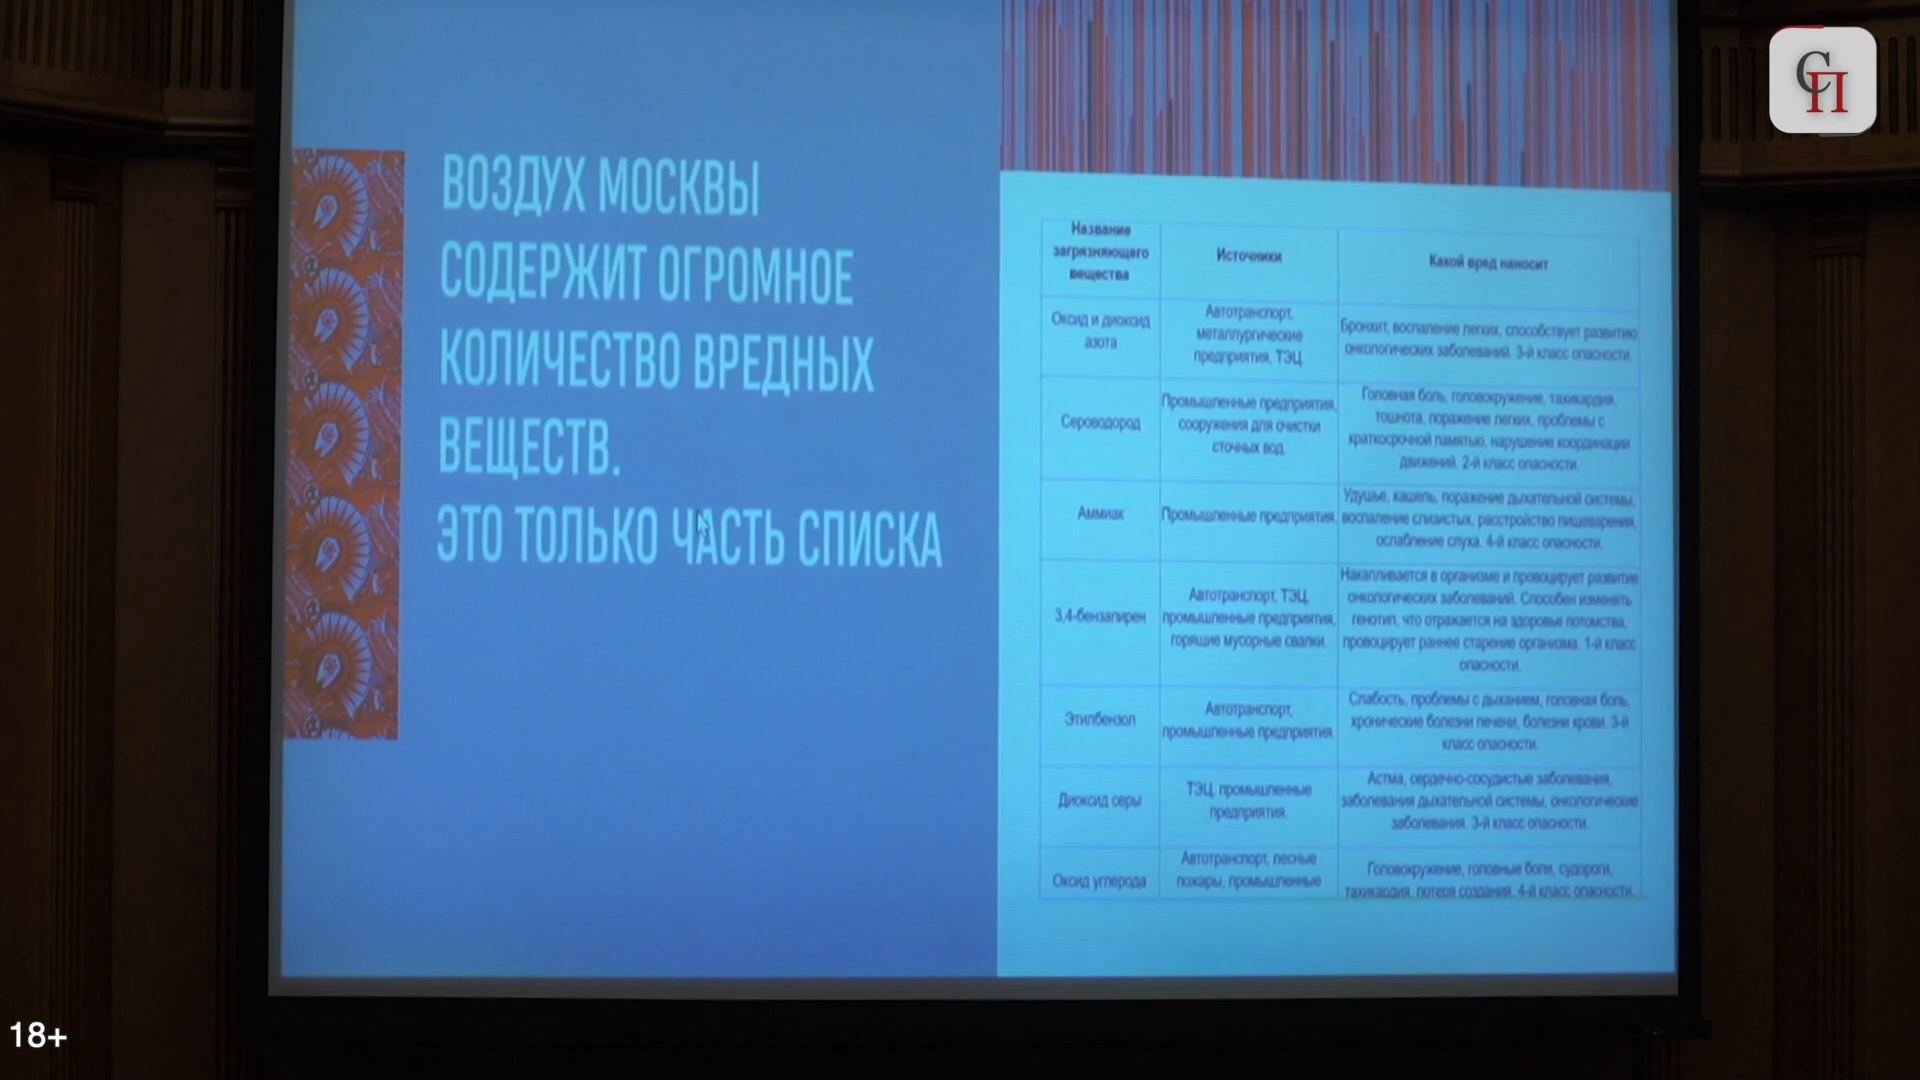 ВОЗДУХ МОСКВЫ
СОДЕРЖИТ ОГРОМНОЕ
КОЛИЧЕСТВО ВРЕДНЫХ
ВЕЩЕСТВ.
ЭТО ТОЛЬКО ЧАСТЬ СПИСКА
Название
загрязняющего
вещества
Источники
Какой вред наносит
Оксид и диоксид
азота
Автотранспорт,
металлургические
предприятия, ТЭЦ.
Бронхит, воспаление легких, способствует развитию
онкологических заболеваний. 3-й класс опасности.
Сероводород
Промышленные предприятия,
сооружения для очистки
сточных вод.
Головная боль, головокружение, тахикардия,
тошнота, поражение легких, проблемы с
краткосрочной памятью, нарушение координации
движений. 2-й класс опасности.
Аммиак
Промышленные предприятия.
Удушье, кашель, поражение дыхательной системы,
воспаление слизистых, расстройство пищеварения,
ослабление слуха. 4-й класс опасности.
3,4-бензапирен
Автотранспорт, ТЭЦ,
промышленные предприятия,
горящие мусорные свалки.
Накапливается в организме и провоцирует развитие
онкологических заболеваний. Способен изменять
генотип, что отражается на здоровье потомства,
провоцирует раннее старение организма. 1-й класс
опасности.
Этилбензол
Автотранспорт,
промышленные предприятия.
Слабость, проблемы с дыханием, головная боль,
хронические болезни печени, болезни крови. 3-й
класс опасности.
Диоксид серы
ТЭЦ, промышленные
предприятия.
Астма, сердечно-сосудистые заболевания,
заболевания дыхательной системы, онкологические
заболевания. 3-й класс опасности.
Оксид углерода
Автотранспорт, лесные
пожары, промышленные
Головокружение, головные боли, судороги,
тахикардия, потеря сознания. 4-й класс опасности.
СП
18+